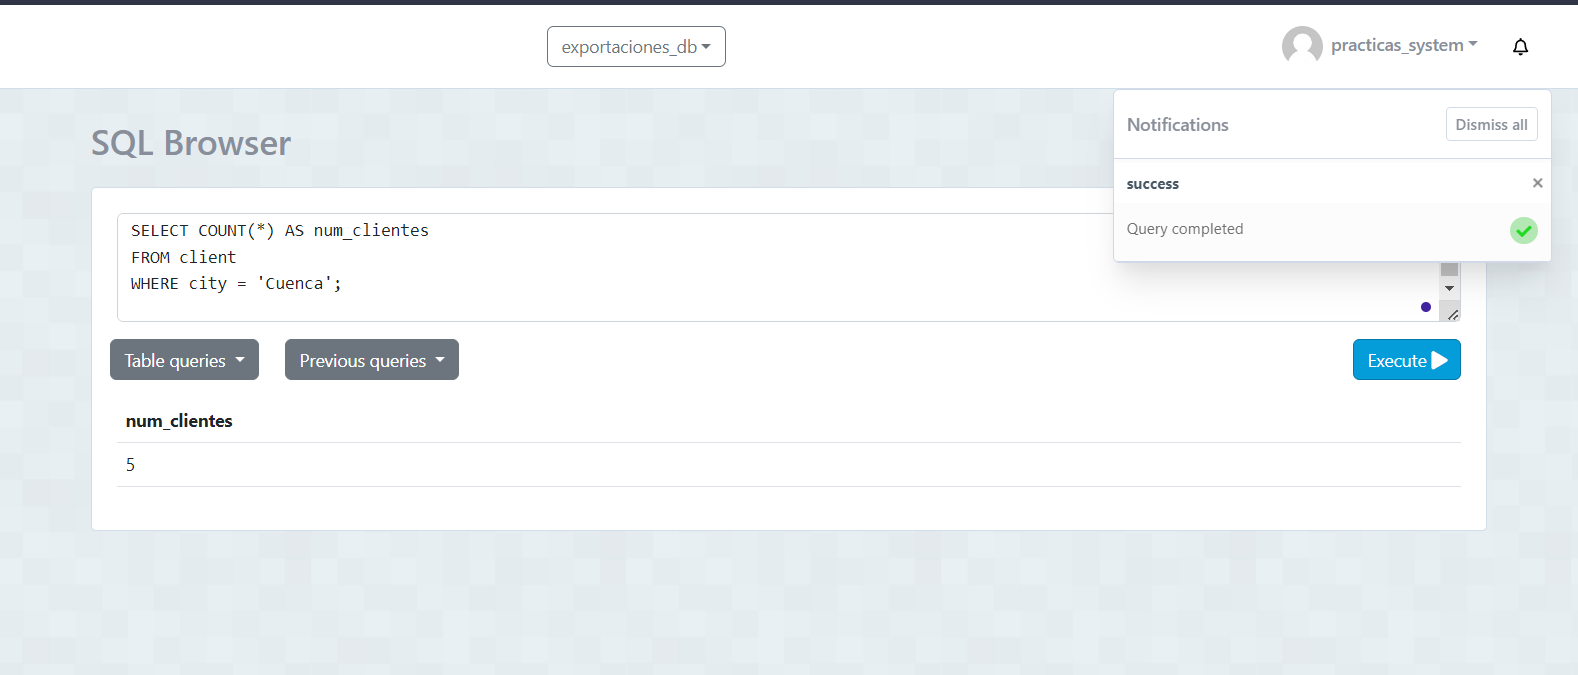 exportaciones_db
practicas_system
Notifications
Dismiss all
success
×
Query completed
SQL Browser
SELECT COUNT(*) AS num_clientes
FROM client
WHERE city = 'Cuenca';
Table queries
Previous queries
Execute
num_clientes
5